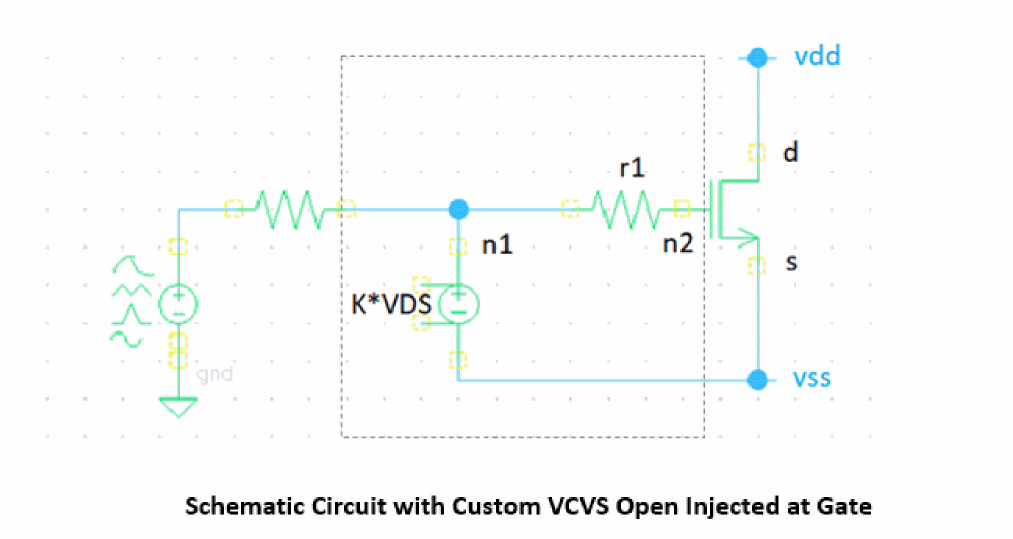 vdd
d
r1
n1
n2
s
K*VDS
gnd
vss
Schematic Circuit with Custom VCVS Open Injected at Gate